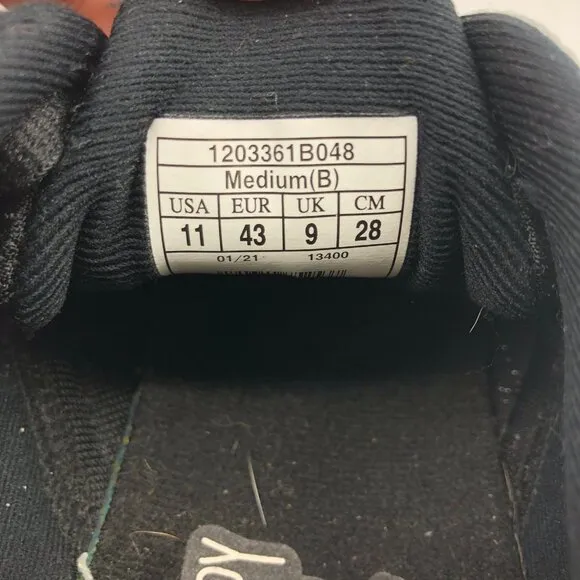 1203361B048
Medium(B)
USA EUR UK CM
11 43 9 28
01/21 13400